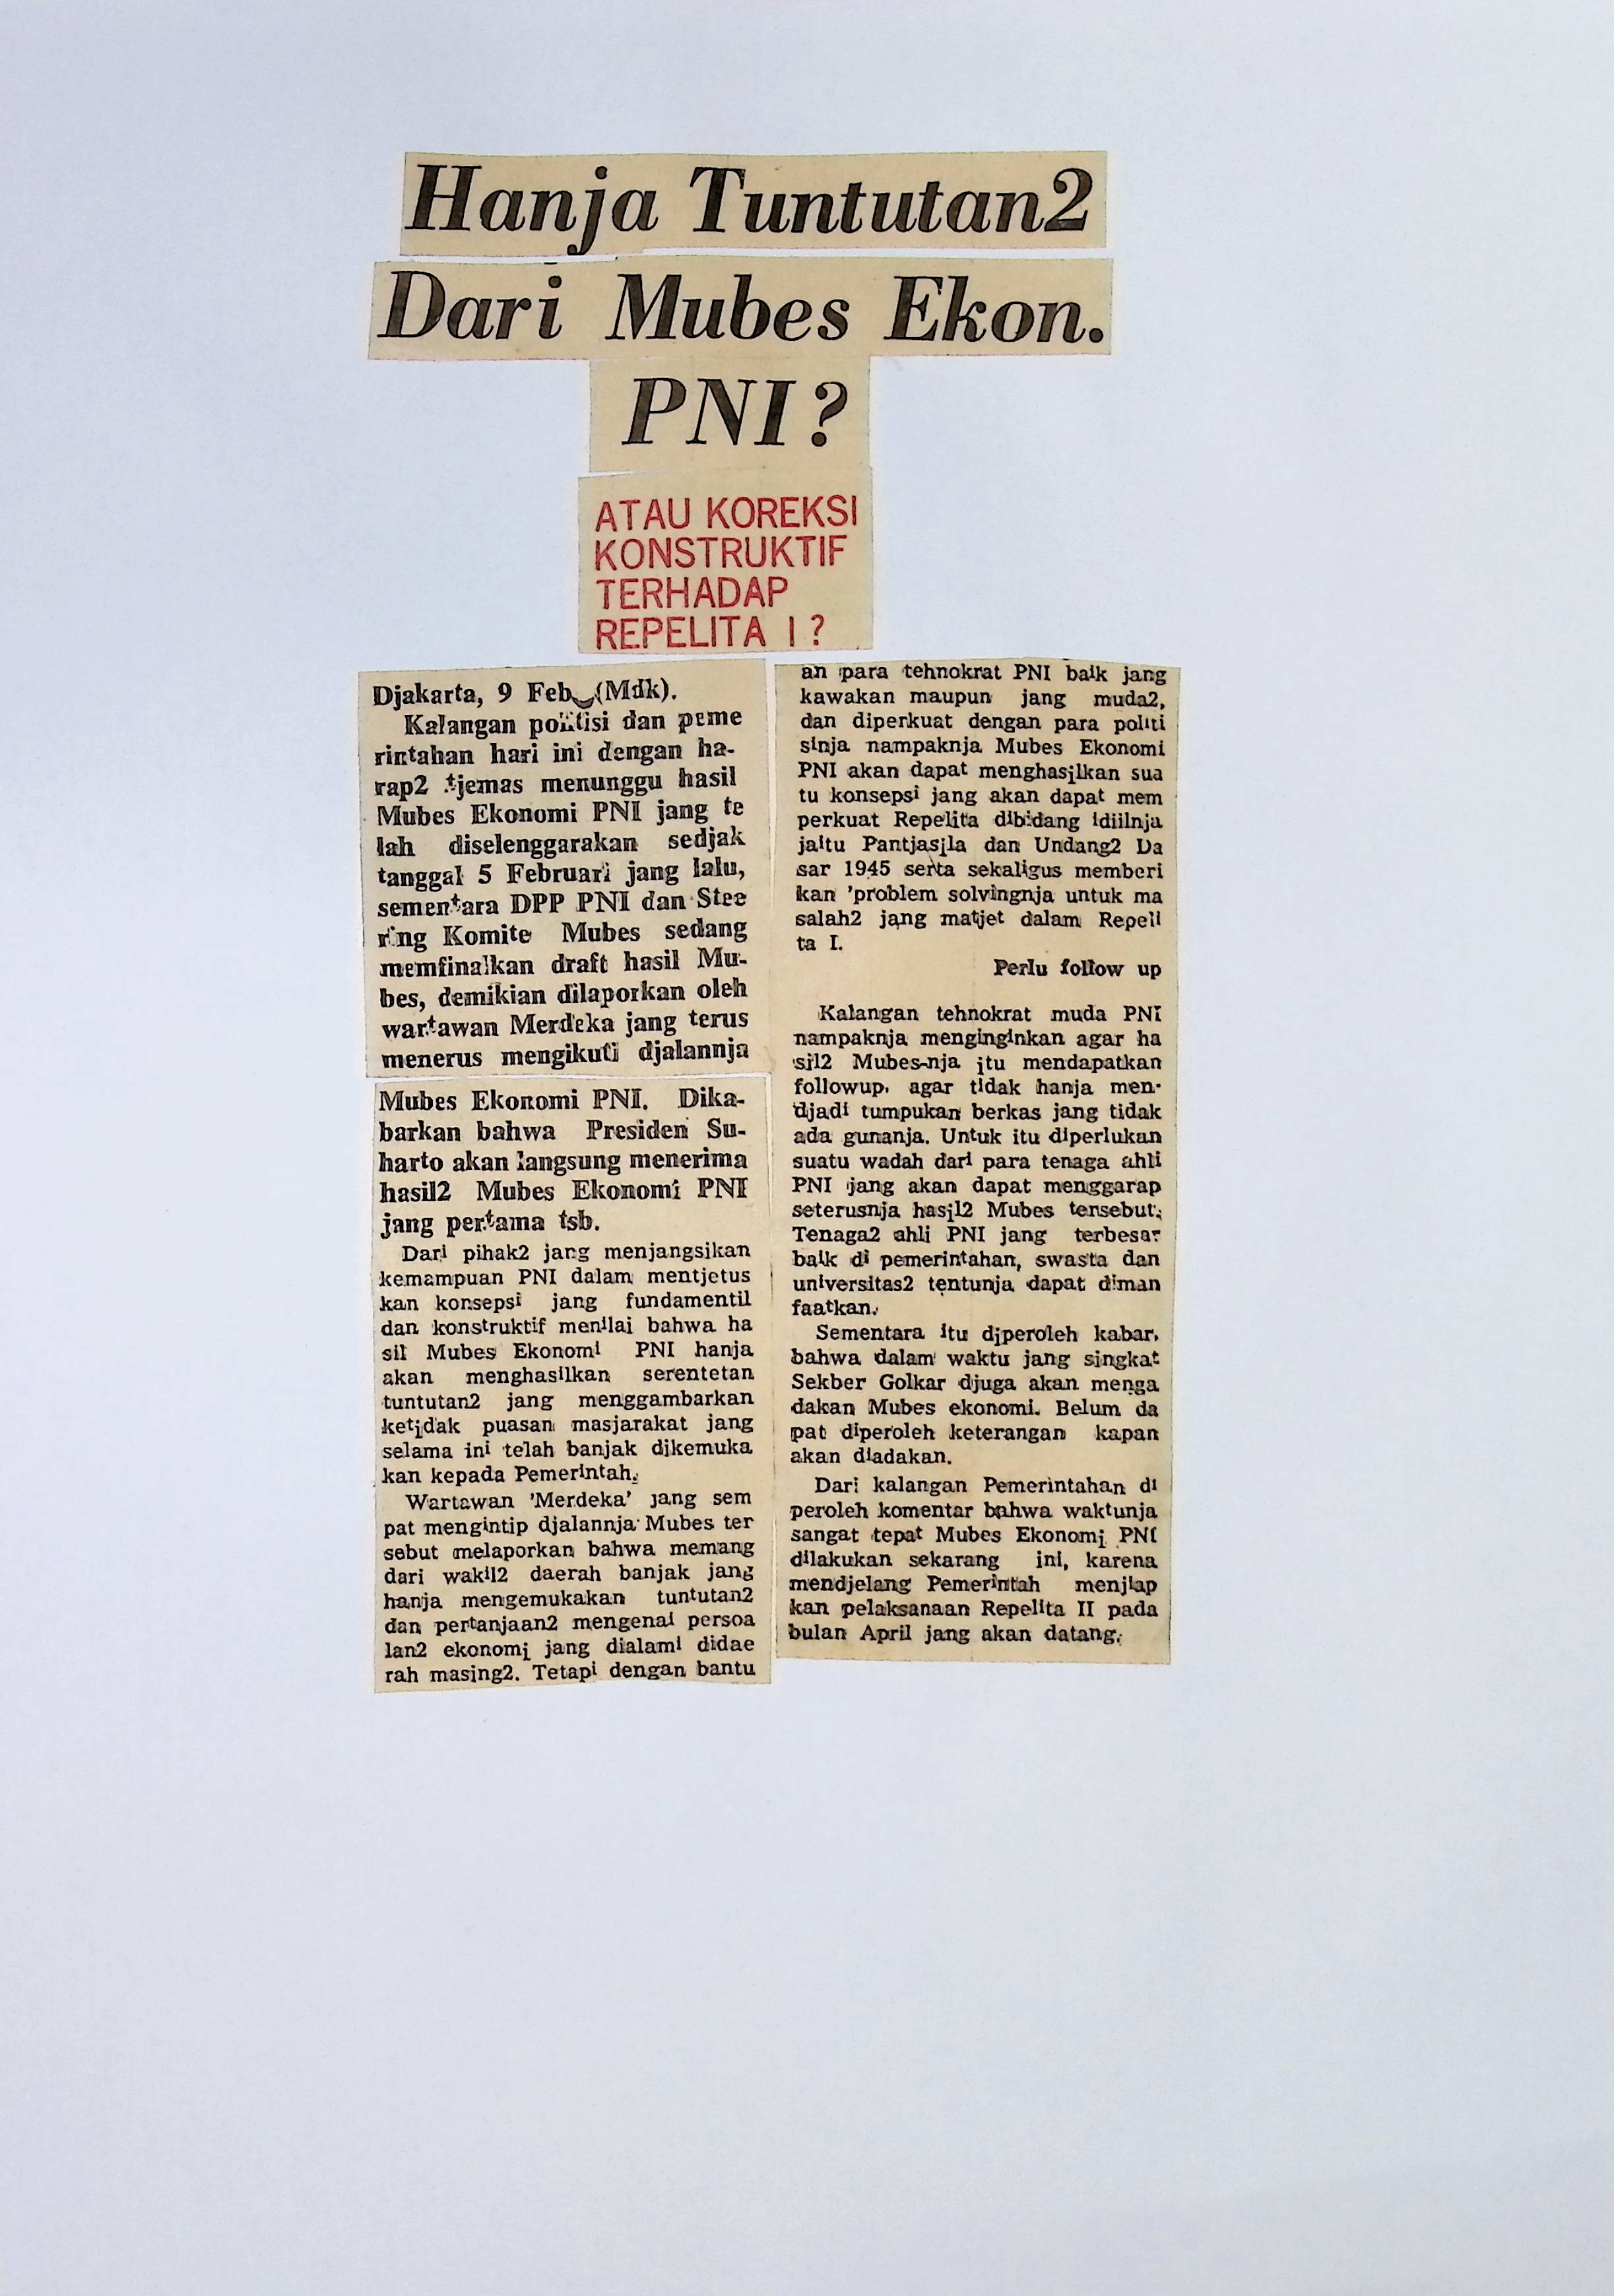 Hanja Tuntutan2
Dari Mubes Ekon.
PNI?
ATAU KOREKSI
KONSTRUKTIF
TERHADAP
REPELITA I?
Djakarta, 9 Feb. (Mdk).
Kalangan politisi dan peme
rintahan hari ini dengan ha-
rap2 tjemas menunggu hasil
Mubes Ekonomi PNI jang te
lah diselenggarakan sedjak
tanggal 5 Februari jang lalu,
sementara DPP PNI dan Stee
ring Komite Mubes sedang
memfinalkan draft hasil Mu-
bes, demikian dilaporkan oleh
wartawan Merdeka jang terus
menerus mengikuti djalannja
Mubes Ekonomi PNI. Dika-
barkan bahwa Presiden Su-
harto akan langsung menerima
hasil2 Mubes Ekonomi PNI
jang pertama tsb.
Dari pihak2 jang menjangsikan
kemampuan PNI dalam mentjetus
kan konsepsi jang fundamentil
dan konstruktif menilai bahwa ha
sil Mubes Ekonomi PNI hanja
akan menghasilkan serentetan
tuntutan2 jang menggambarkan
ketidak puasan masjarakat jang
selama ini telah banjak dikemuka
kan kepada Pemerintah.
Wartawan 'Merdeka' jang sem
pat mengintip djalannja Mubes ter
sebut melaporkan bahwa memang
dari wakil2 daerah banjak jang
hanja mengemukakan tuntutan2
dan pertanjaan2 mengenai persoa
lan2 ekonomi jang dialami didae
rah masing2. Tetapi dengan bantu
an para tehnokrat PNI baik jang
kawakan maupun jang muda2,
dan diperkuat dengan para politi
sinja nampaknja Mubes Ekonomi
PNI akan dapat menghasilkan sua
tu konsepsi jang akan dapat mem
perkuat Repelita dibidang idiilnja
jaitu Pantjasila dan Undang2 Da
sar 1945 serta sekaligus memberi
kan 'problem solvingnja untuk ma
salah2 jang matjet dalam Repeli
ta I.
Perlu follow up
Kalangan tehnokrat muda PNI
nampaknja menginginkan agar ha
sil2 Mubes-nja itu mendapatkan
followup, agar tidak hanja men-
djadi tumpukan berkas jang tidak
ada gunanja. Untuk itu diperlukan
suatu wadah dari para tenaga ahli
PNI jang akan dapat menggarap
seterusnja hasil2 Mubes tersebut.
Tenaga2 ahli PNI jang terbesar
baik di pemerintahan, swasta dan
universitas2 tentunja dapat diman
faatkan.
Sementara itu diperoleh kabar,
bahwa dalam waktu jang singkat
Sekber Golkar djuga akan menga
dakan Mubes ekonomi. Belum da
pat diperoleh keterangan kapan
akan diadakan.
Dari kalangan Pemerintahan di
peroleh komentar bahwa waktunja
sangat tepat Mubes Ekonomi PNI
dilakukan sekarang ini, karena
mendjelang Pemerintah menjiap
kan pelaksanaan Repelita II pada
bulan April jang akan datang.